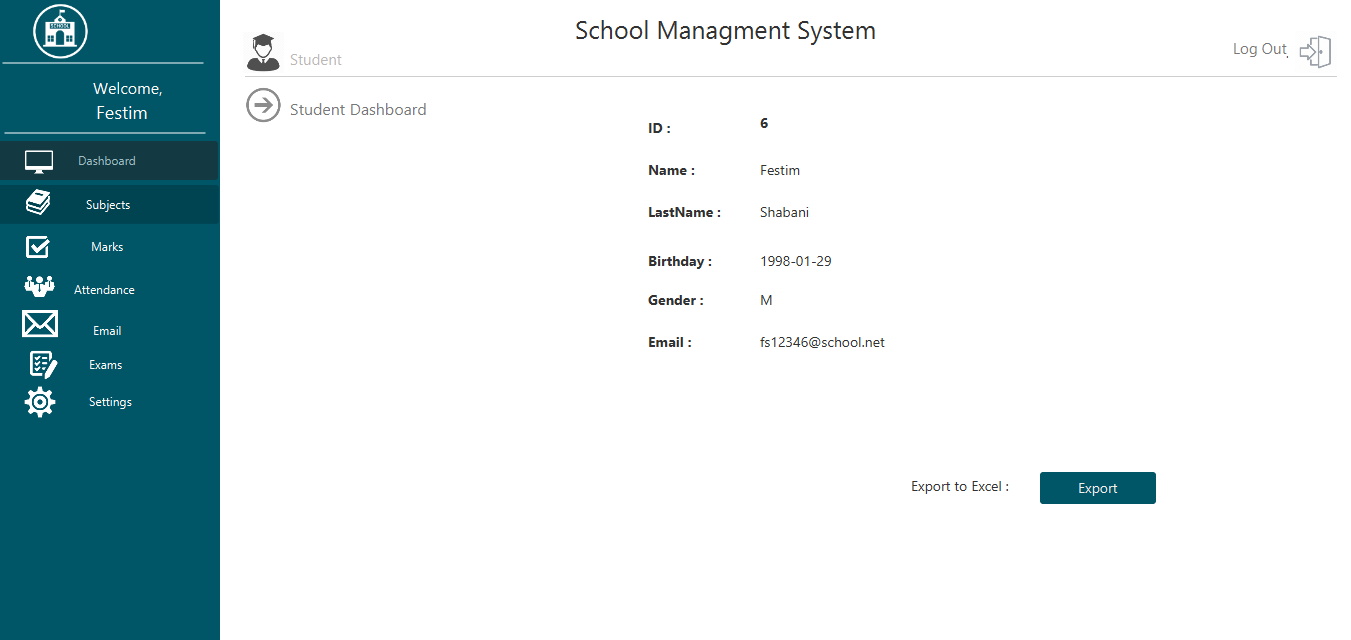 SCHOOL
School Managment System
Student
Log Out
Welcome,
Festim
Student Dashboard
Dashboard
Subjects
Marks
Attendance
Email
Exams
Settings
ID : 6
Name : Festim
LastName : Shabani
Birthday : 1998-01-29
Gender : M
Email : fs12346@school.net
Export to Excel : Export